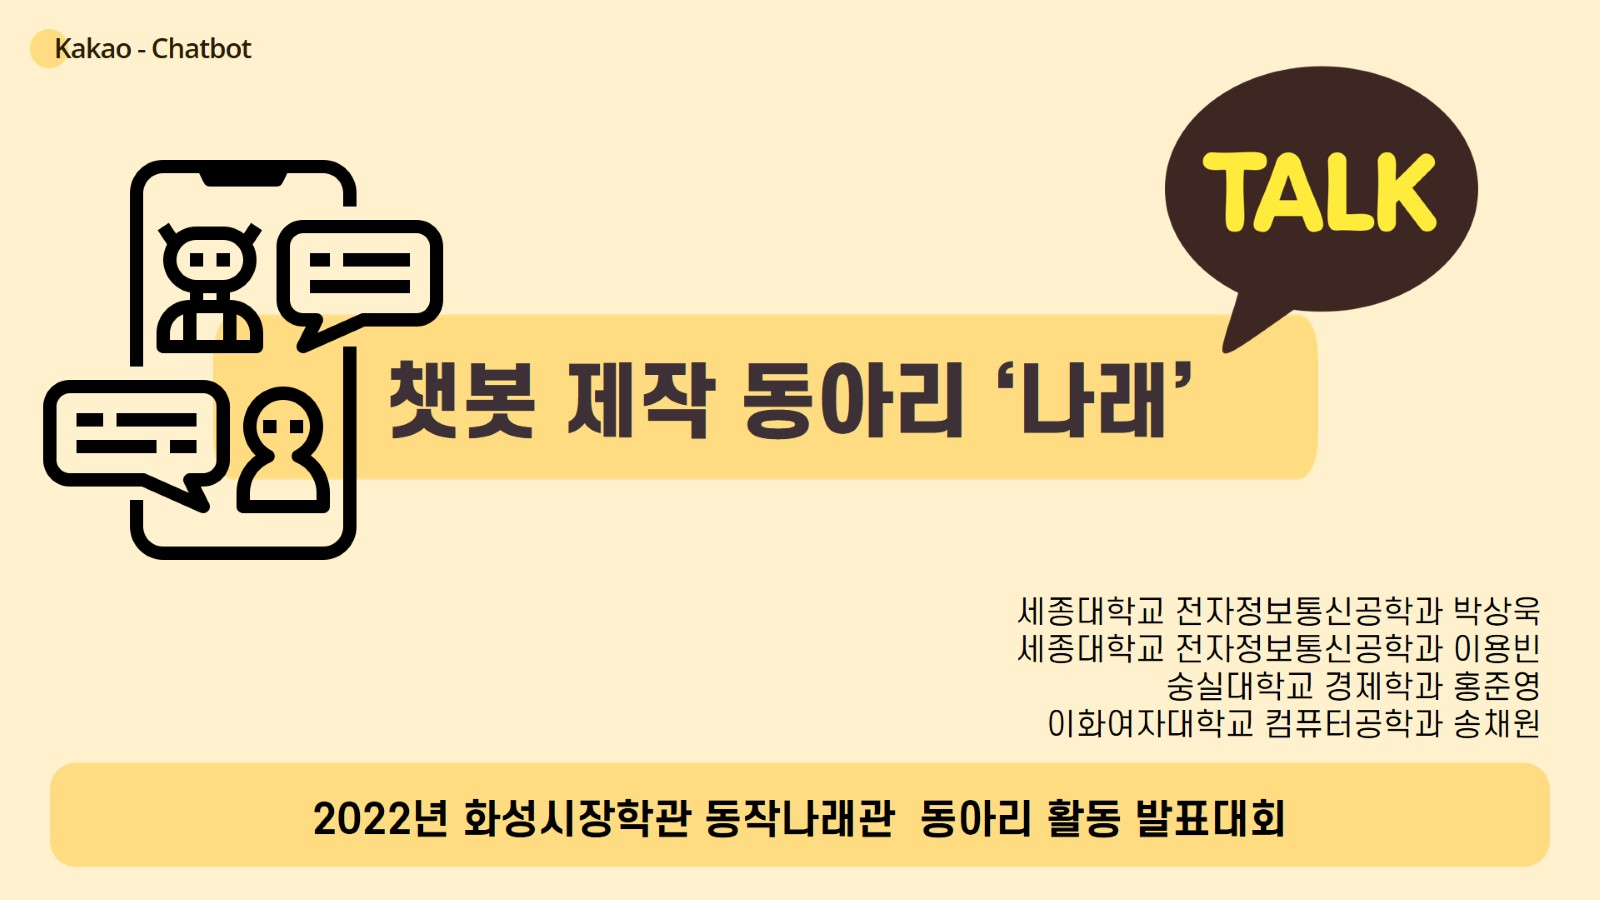 Kakao - Chatbot
TALK
챗봇 제작 동아리 ‘나래’
세종대학교 전자정보통신공학과 박상욱
세종대학교 전자정보통신공학과 이용빈
숭실대학교 경제학과 홍준영
이화여자대학교 컴퓨터공학과 송채원
2022년 화성시장학관 동작나래관 동아리 활동 발표대회